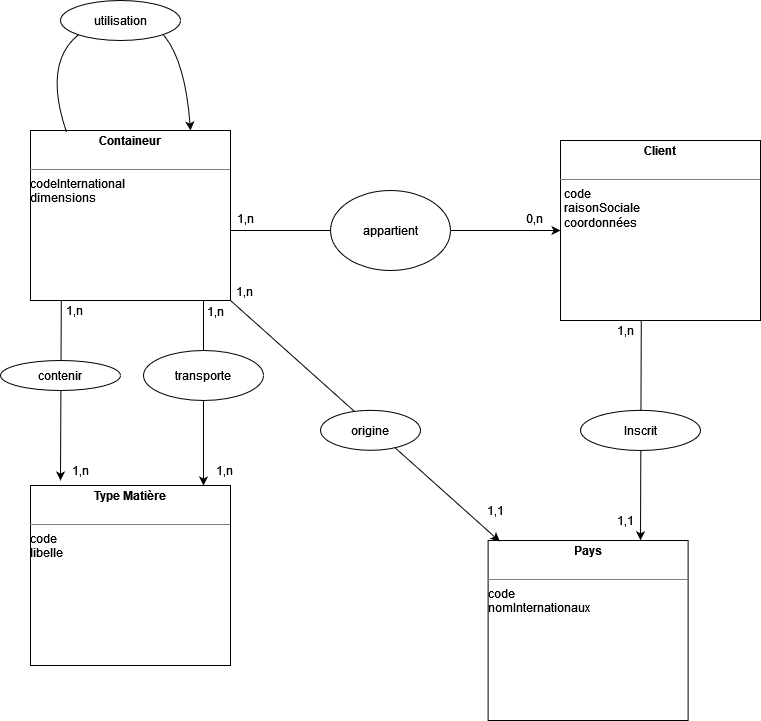 utilisation
Containeur
codeInternational
dimensions
Client
code
raisonSociale
coordonnées
1,n
appartient
0,n
1,n
1,n
1,n
1,n
contenir
transporte
origine
Inscrit
1,n
1,n
1,1
1,1
Type Matière
code
libelle
Pays
code
nomInternationaux